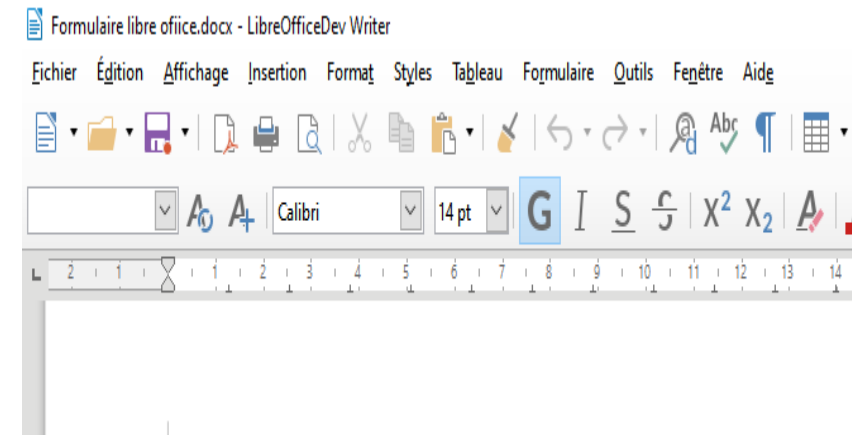 Formulaire libre ofiice.docx - LibreOfficeDev Writer
Fichier Édition Affichage Insertion Format Styles Tableau Formulaire Outils Fenêtre Aide
Abc ¶
Calibri 14 pt G I S S X² X₂ A
2 1 1 2 3 4 5 6 7 8 9 10 11 12 13 14